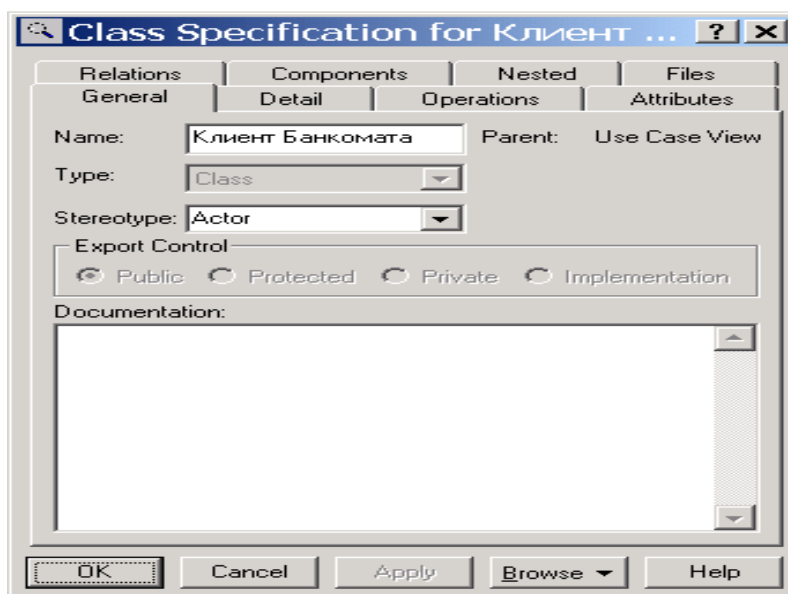 Class Specification for Клиент ...
Relations Components Nested Files
General Detail Operations Attributes
Name: Клиент Банкомата Parent: Use Case View
Type: Class
Stereotype: Actor
Export Control
Public Protected Private Implementation
Documentation:
OK Cancel Apply Browse Help